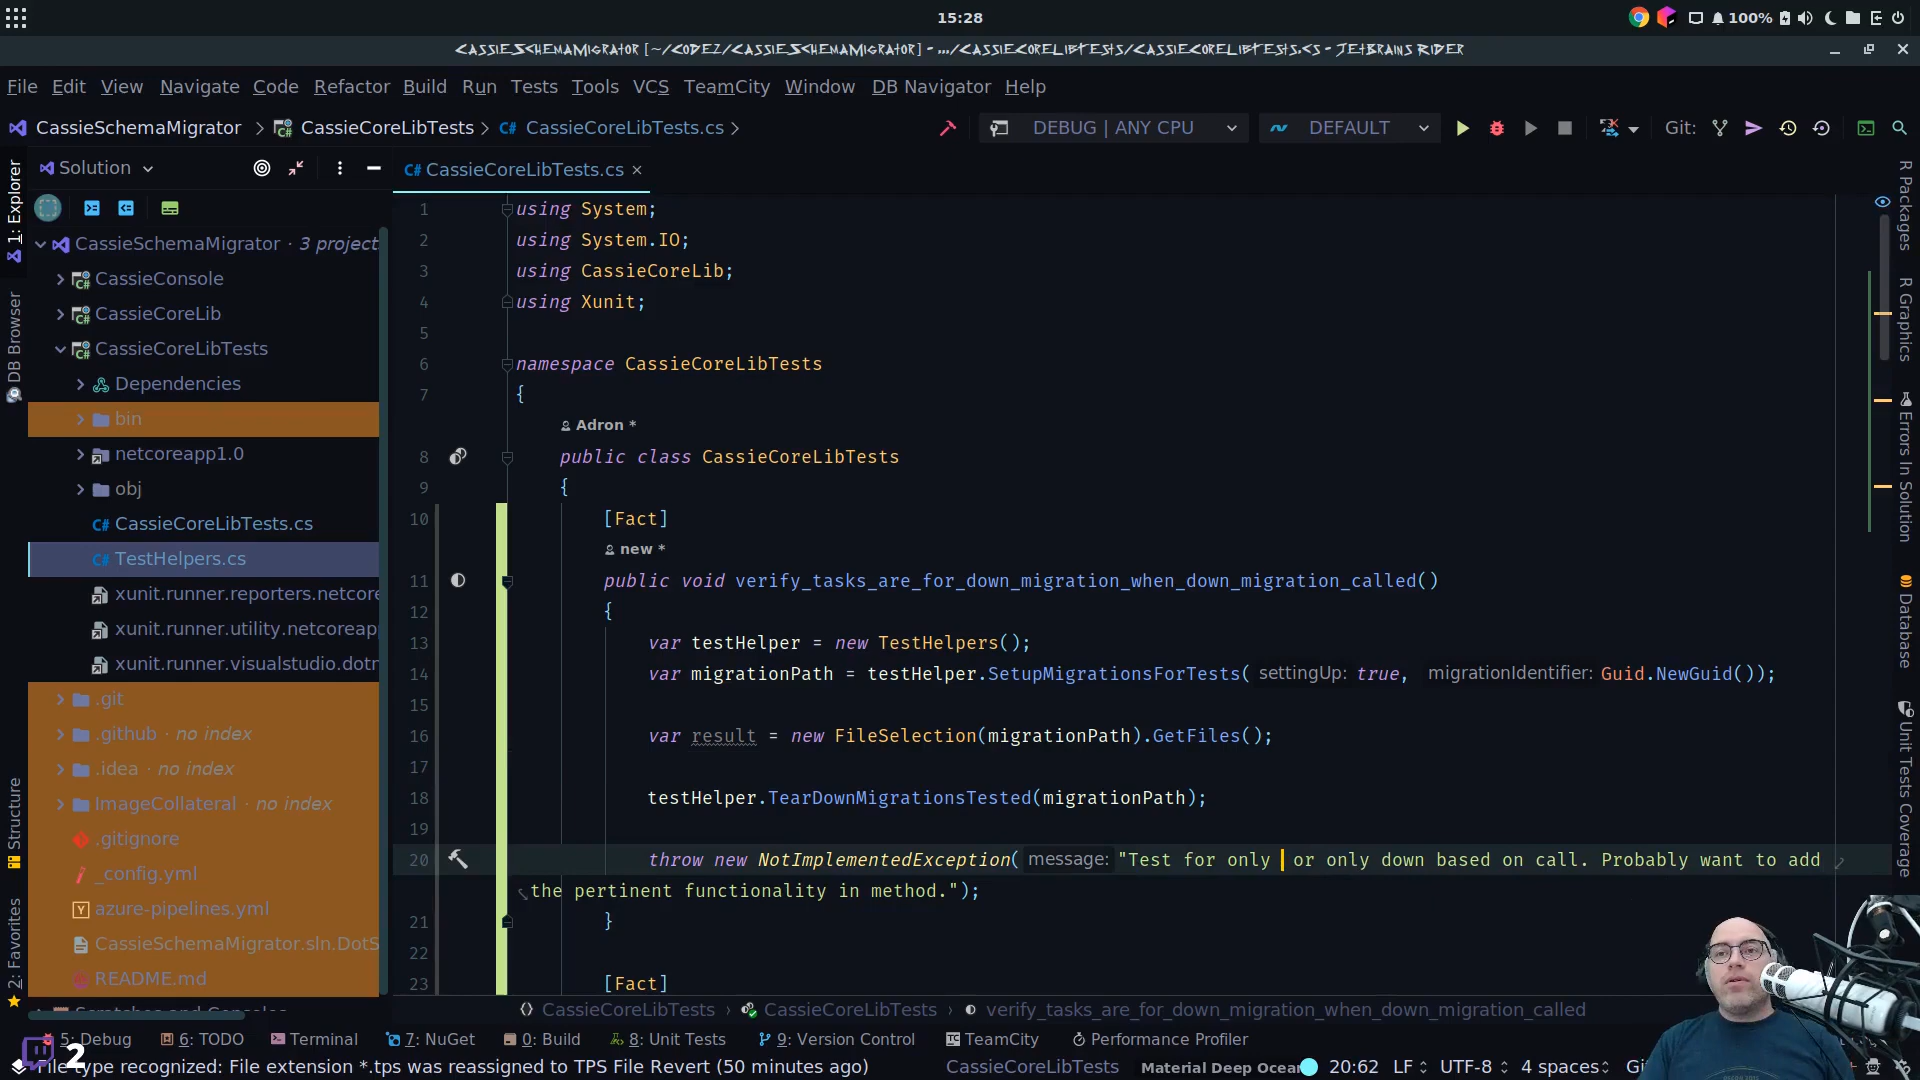 15:28
100%
CassieSchemaMigrator [~/Codez/CassieSchemaMigrator] - .../CassieCoreLibTests/CassieCoreLibTests.cs - JetBrains Rider
File Edit View Navigate Code Refactor Build Run Tests Tools VCS TeamCity Window DB Navigator Help
CassieSchemaMigrator CassieCoreLibTests CassieCoreLibTests.cs
DEBUG | ANY CPU DEFAULT Git:
Solution
CassieCoreLibTests.cs
1: Explorer
DB Browser
Structure
2: Favorites
CassieSchemaMigrator · 3 project
CassieConsole
CassieCoreLib
CassieCoreLibTests
Dependencies
bin
netcoreapp1.0
obj
CassieCoreLibTests.cs
TestHelpers.cs
xunit.runner.reporters.netcore
xunit.runner.utility.netcoreap
xunit.runner.visualstudio.dotn
.git
.github · no index
.idea · no index
ImageCollateral · no index
.gitignore
_config.yml
azure-pipelines.yml
CassieSchemaMigrator.sln.DotS
README.md
1 using System;
2 using System.IO;
3 using CassieCoreLib;
4 using Xunit;
5
6 namespace CassieCoreLibTests
7 {
Adron *
8 public class CassieCoreLibTests
9 {
10 [Fact]
new *
11 public void verify_tasks_are_for_down_migration_when_down_migration_called()
12 {
13 var testHelper = new TestHelpers();
14 var migrationPath = testHelper.SetupMigrationsForTests( settingUp: true, migrationIdentifier: Guid.NewGuid());
15
16 var result = new FileSelection(migrationPath).GetFiles();
17
18 testHelper.TearDownMigrationsTested(migrationPath);
19
20 throw new NotImplementedException( message: "Test for only  or only down based on call. Probably want to add
the pertinent functionality in method.");
21 }
22
23 [Fact]
R Packages
R Graphics
Errors In Solution
Database
Unit Tests Coverage
CassieCoreLibTests CassieCoreLibTests verify_tasks_are_for_down_migration_when_down_migration_called
5: Debug 6: TODO Terminal 7: NuGet 0: Build 8: Unit Tests 9: Version Control TeamCity Performance Profiler
2
File type recognized: File extension *.tps was reassigned to TPS File Revert (50 minutes ago)
CassieCoreLibTests Material Deep Ocean 20:62 LF UTF-8 4 spaces